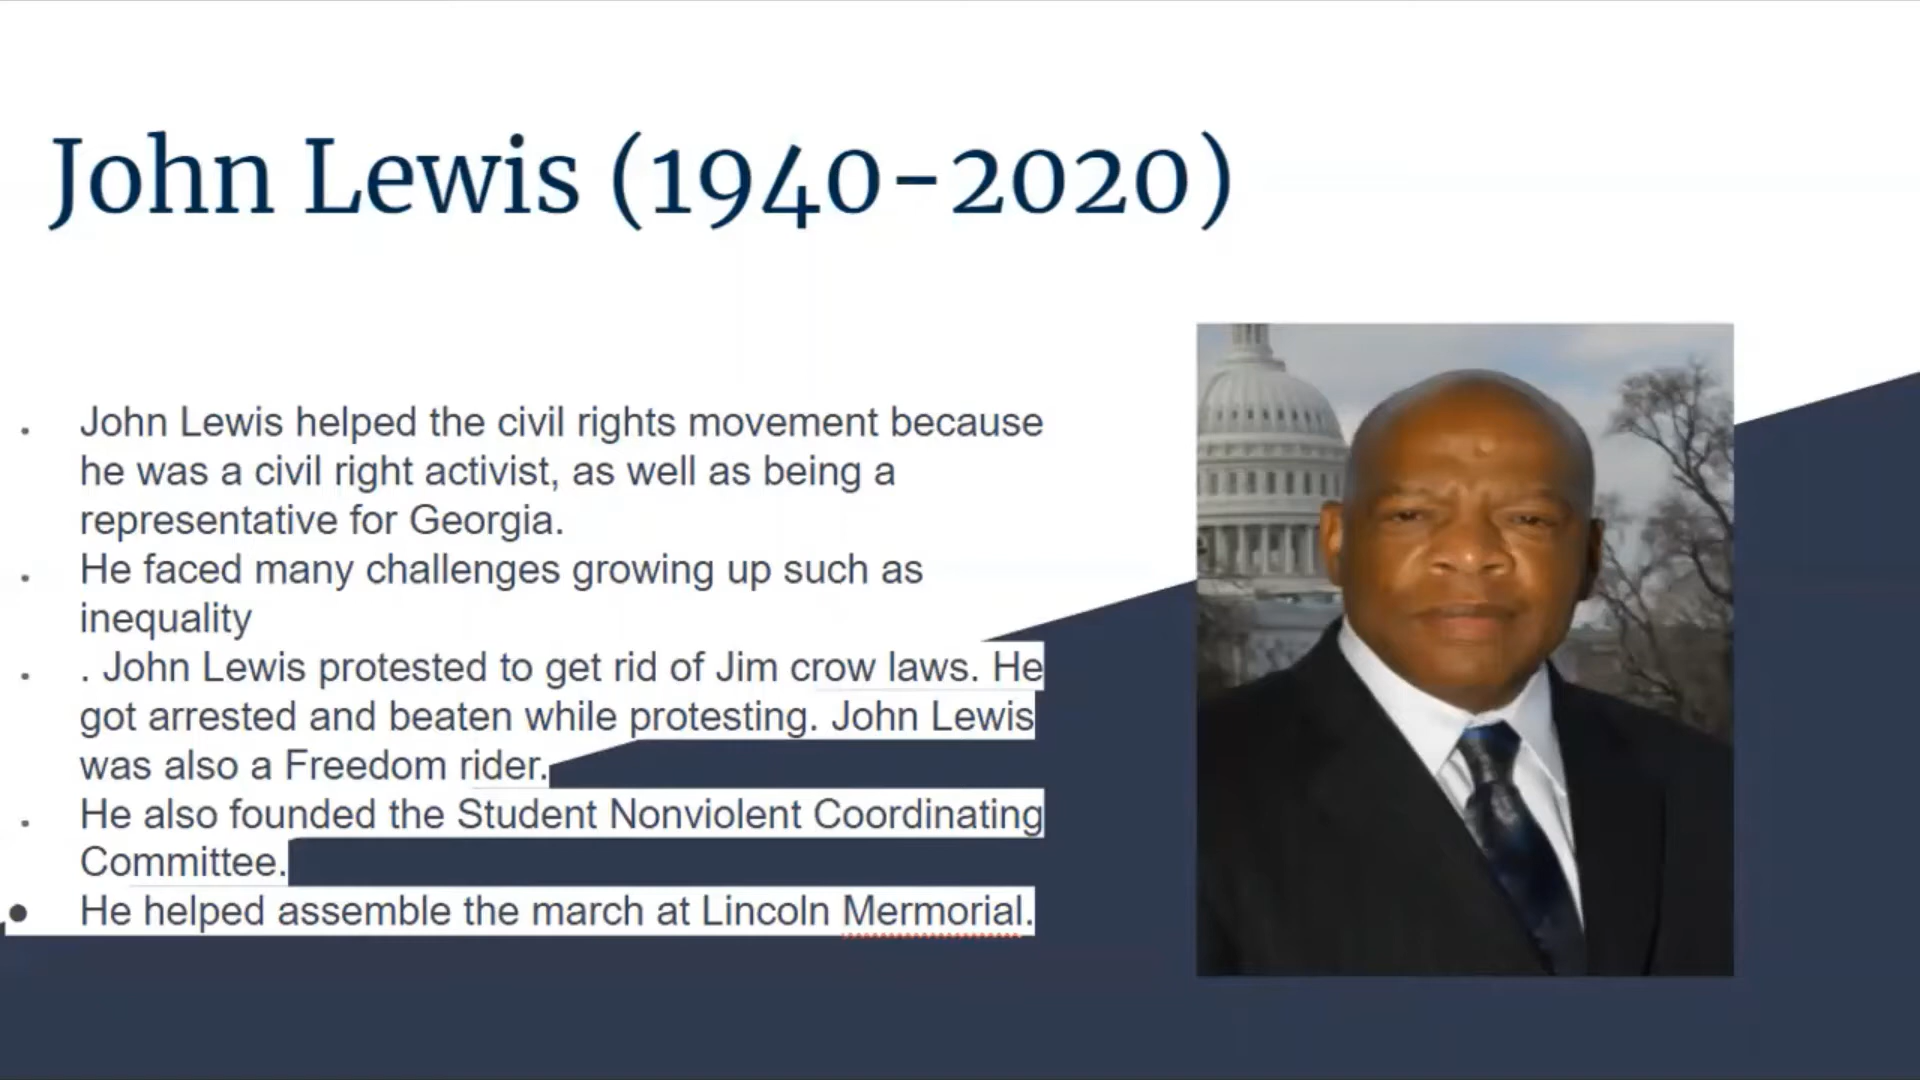 John Lewis (1940-2020)
. John Lewis helped the civil rights movement because
he was a civil right activist, as well as being a
representative for Georgia.
. He faced many challenges growing up such as
inequality
. . John Lewis protested to get rid of Jim crow laws. He
got arrested and beaten while protesting. John Lewis
was also a Freedom rider.
. He also founded the Student Nonviolent Coordinating
Committee.
● He helped assemble the march at Lincoln Mermorial.